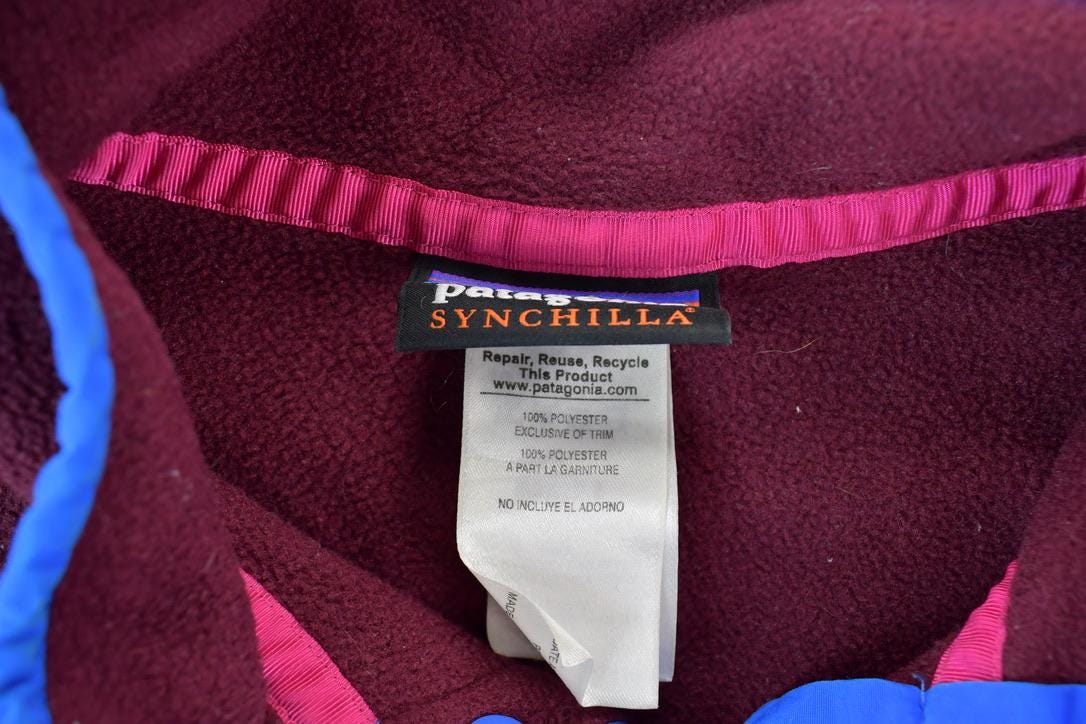 patagonia
SYNCHILLA®
Repair, Reuse, Recycle
This Product
www.patagonia.com
100% POLYESTER
EXCLUSIVE OF TRIM
100% POLYESTER
A PART LA GARNITURE
NO INCLUYE EL ADORNO
MADE